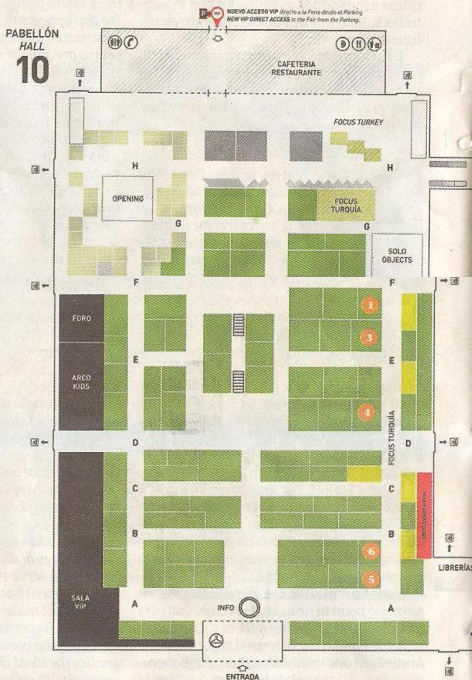 NUEVO ACCESO VIP directo a la Feria desde el Parking
NEW VIP DIRECT ACCESS to the Fair from the Parking.
PABELLÓN
HALL
10
P
VIP
CAFETERIA
RESTAURANTE
FOCUS TURKEY
H
H
OPENING
FOCUS
TURQUÍA
G
G
SOLO
OBJECTS
F
F
1
FORO
3
E
E
ARCO
KIDS
4
FOCUS TURQUÍA
D
D
C
C
B
B
6
LIBRERÍAS
5
SALA
VIP
A
A
INFO
ENTRADA